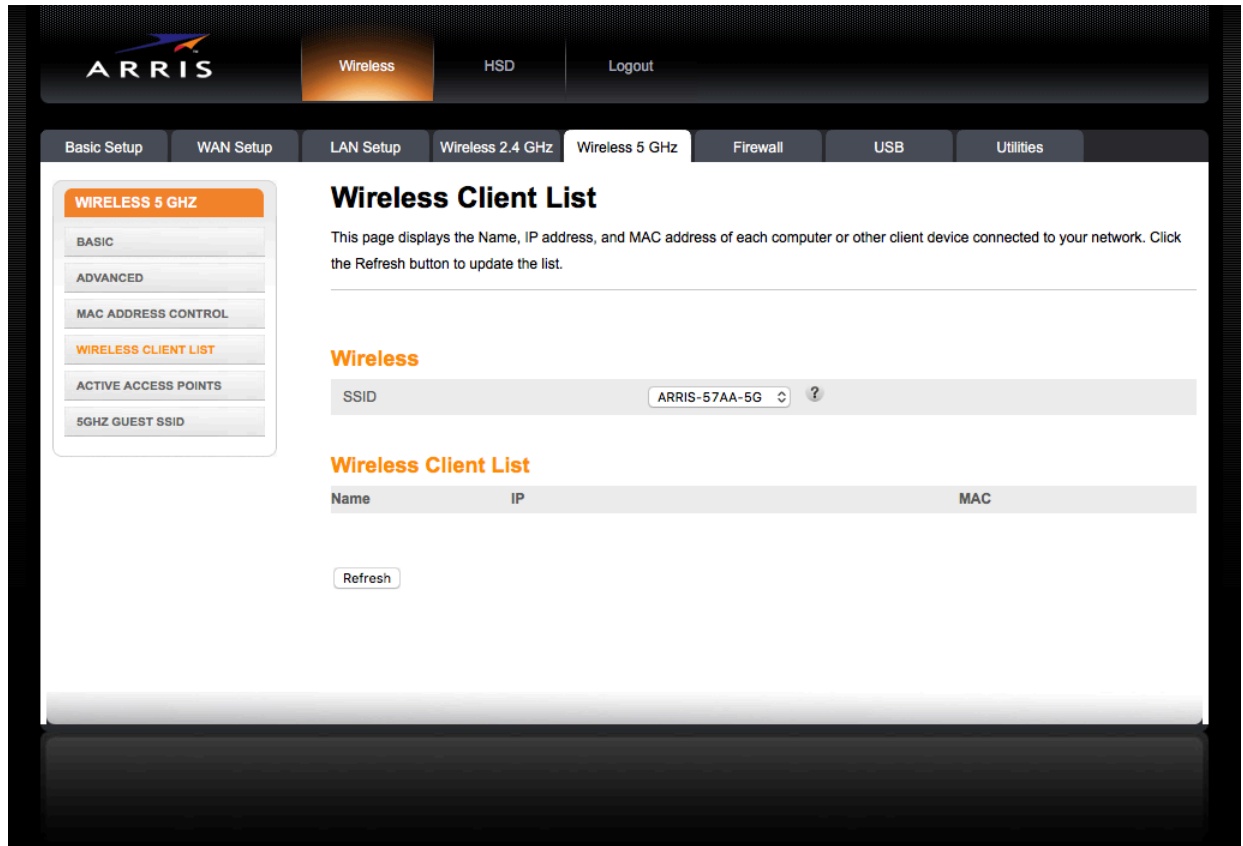 ARRIS
Wireless HSD Logout
Basic Setup WAN Setup LAN Setup Wireless 2.4 GHz Wireless 5 GHz Firewall USB Utilities
WIRELESS 5 GHZ
BASIC
ADVANCED
MAC ADDRESS CONTROL
WIRELESS CLIENT LIST
ACTIVE ACCESS POINTS
5GHZ GUEST SSID
Wireless Client List
This page displays the Name, IP address, and MAC address of each computer or other client device connected to your network. Click
the Refresh button to update the list.
Wireless
SSID ARRIS-57AA-5G ?
Wireless Client List
Name IP MAC
Refresh